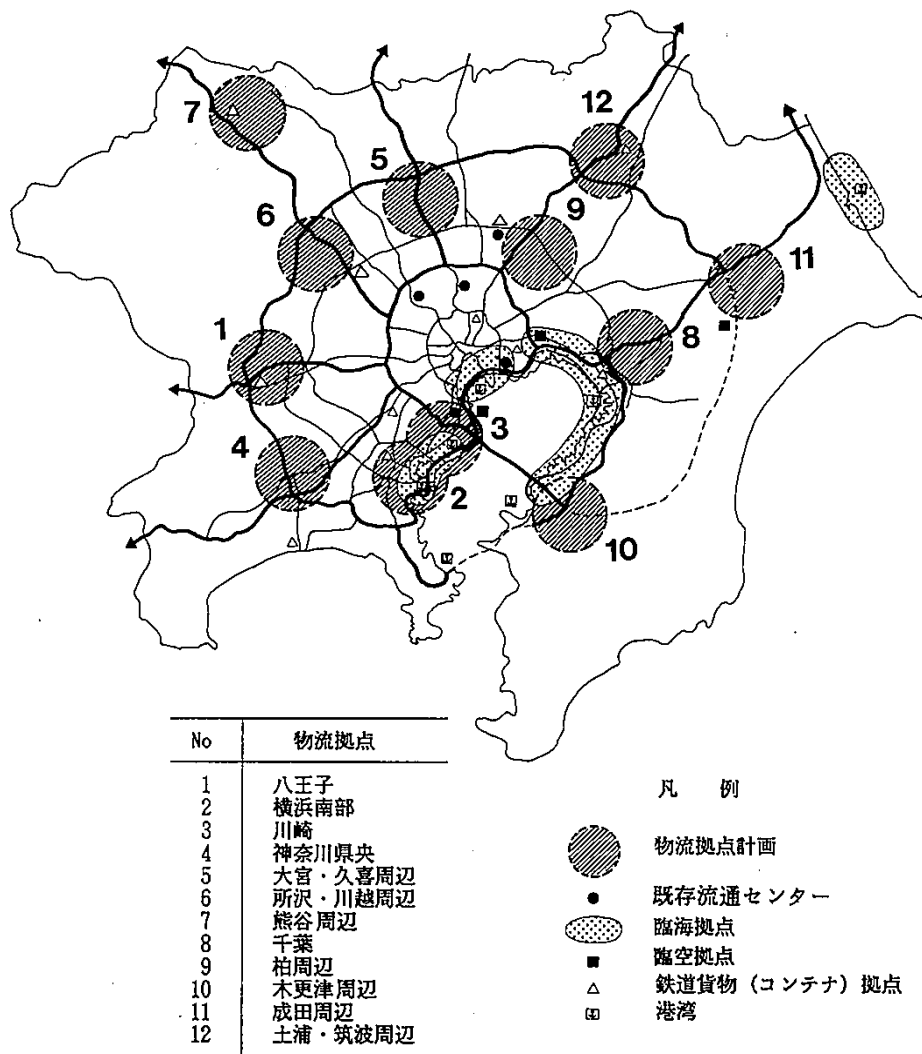 7
12
5
9
6
11
1
8
3
4
2
10
No 物流拠点
1 八王子
2 横浜南部
3 川崎
4 神奈川県央
5 大宮・久喜周辺
6 所沢・川越周辺
7 熊谷周辺
8 千葉
9 柏周辺
10 木更津周辺
11 成田周辺
12 土浦・筑波周辺
凡 例
物流拠点計画
既存流通センター
臨海拠点
臨空拠点
鉄道貨物（コンテナ）拠点
港湾